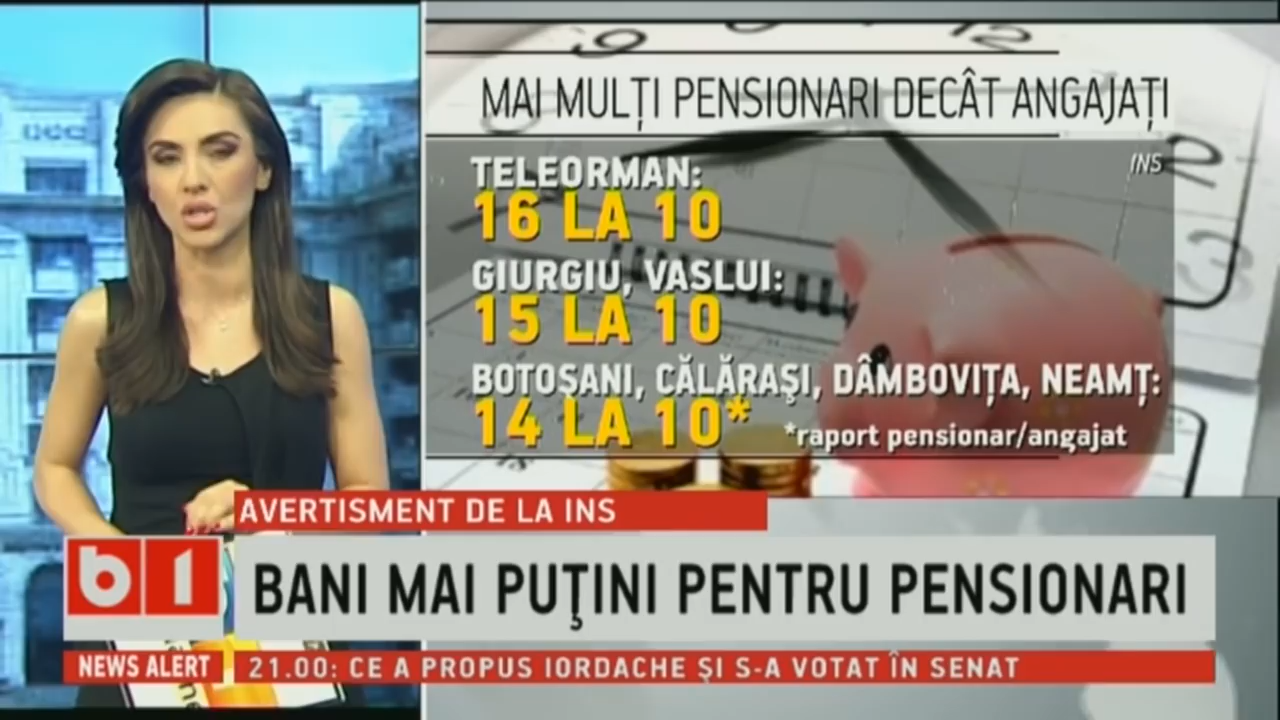 MAI MULȚI PENSIONARI DECÂT ANGAJAȚI
INS
TELEORMAN:
16 LA 10
GIURGIU, VASLUI:
15 LA 10
BOTOȘANI, CĂLĂRAȘI, DÂMBOVIȚA, NEAMȚ:
14 LA 10*
*raport pensionar/angajat
AVERTISMENT DE LA INS
b1
BANI MAI PUŢINI PENTRU PENSIONARI
NEWS ALERT
21.00: CE A PROPUS IORDACHE ȘI S-A VOTAT ÎN SENAT